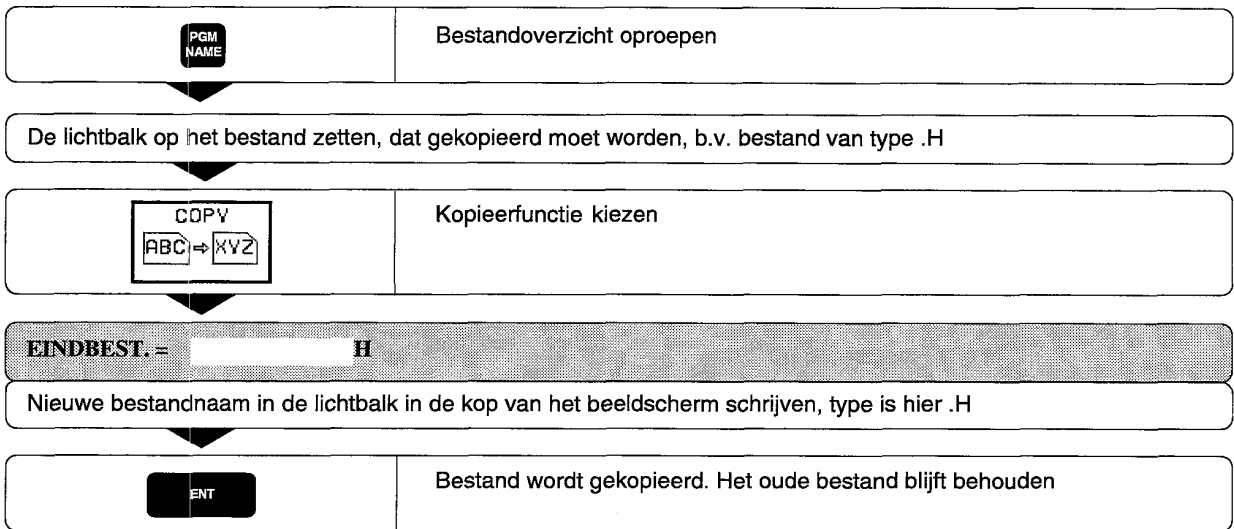 PGM
NAME
Bestandoverzicht oproepen
De lichtbalk op het bestand zetten, dat gekopieerd moet worden, b.v. bestand van type .H
COPY
ABC ⇨ XYZ
Kopieerfunctie kiezen
EINDBEST. = H
Nieuwe bestandnaam in de lichtbalk in de kop van het beeldscherm schrijven, type is hier .H
ENT
Bestand wordt gekopieerd. Het oude bestand blijft behouden